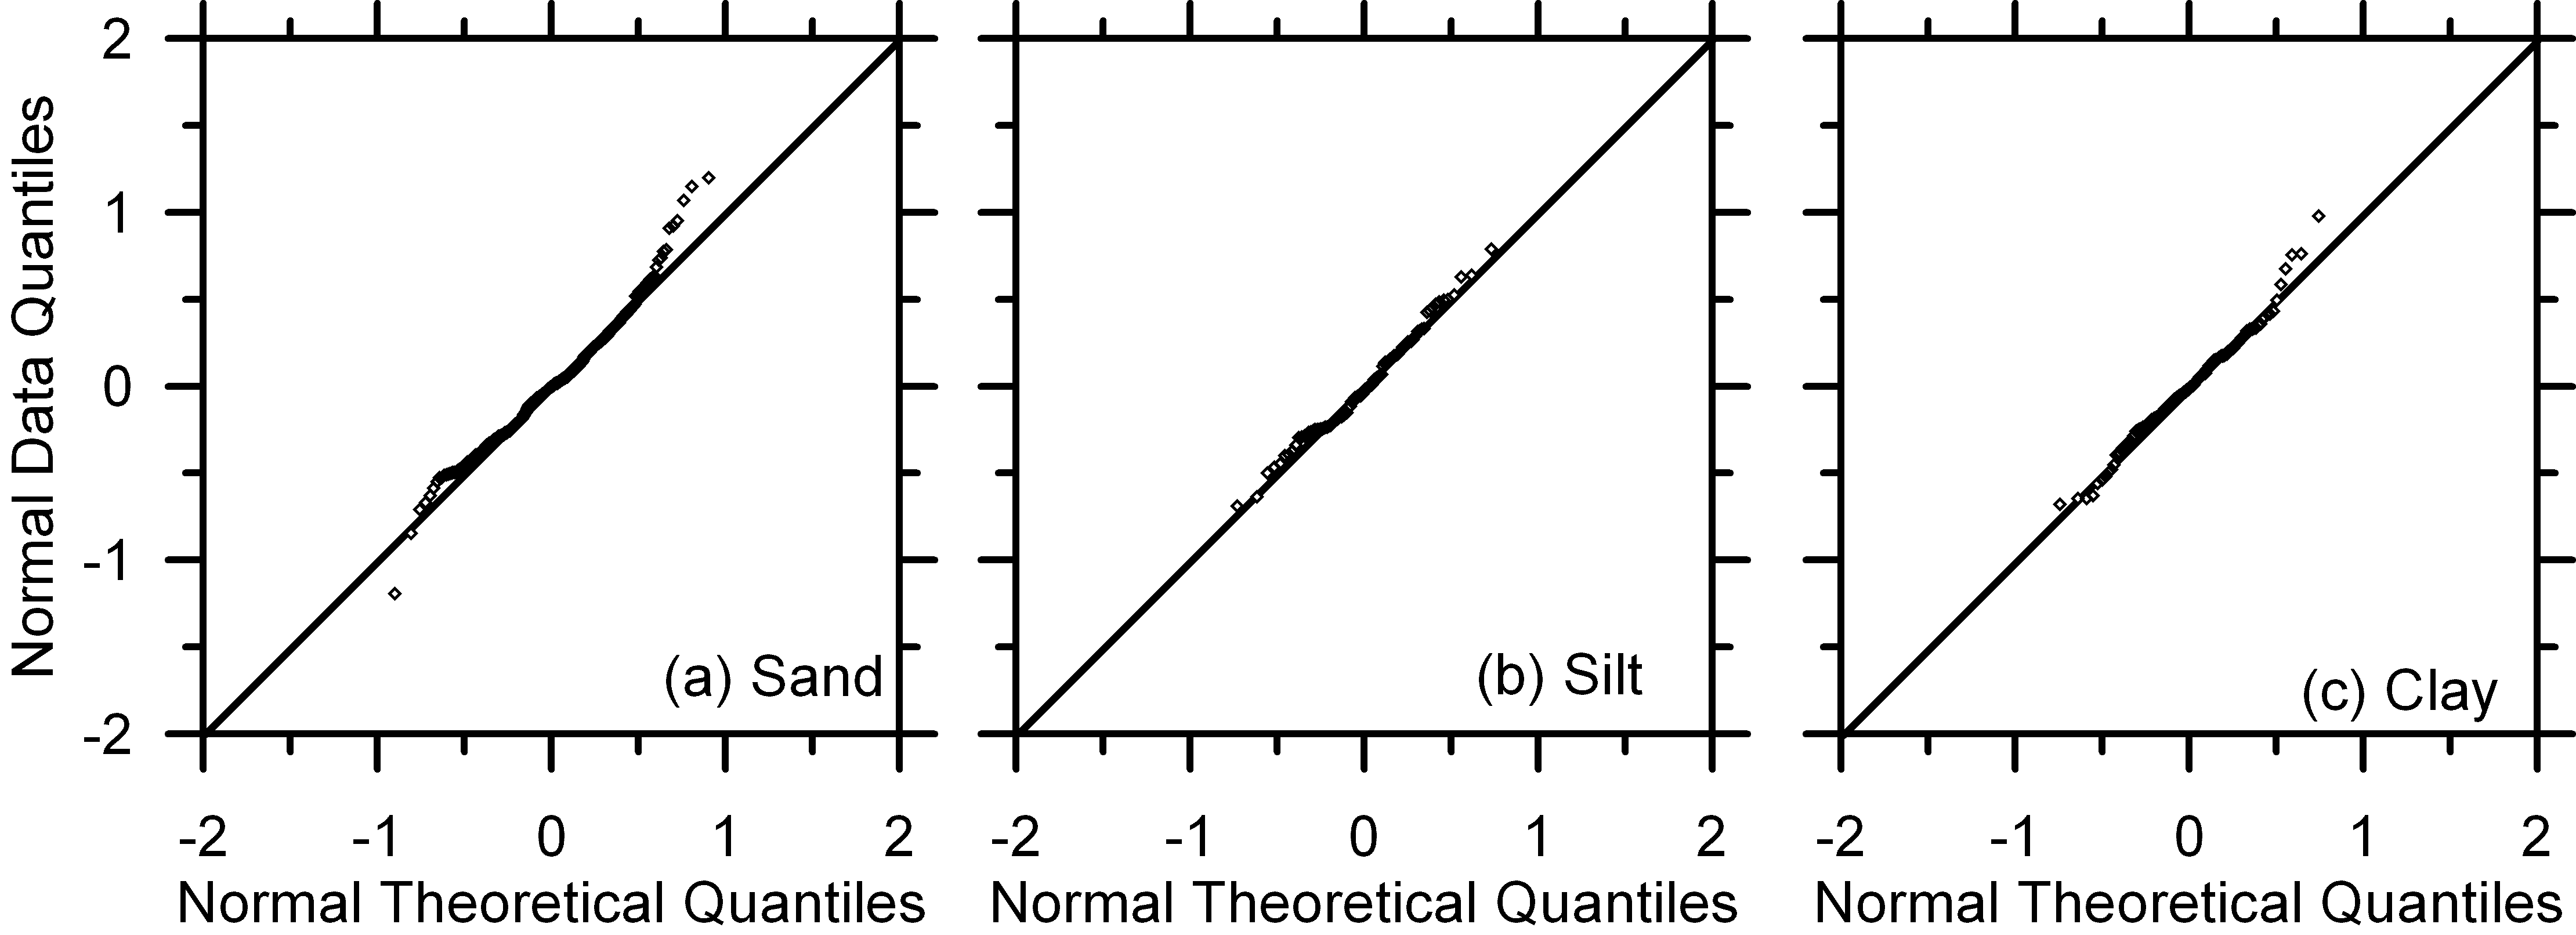 Normal Data Quantiles
2
1
0
-1
-2
(a) Sand
(b) Silt
(c) Clay
-2 -1 0 1 2
-2 -1 0 1 2
-2 -1 0 1 2
Normal Theoretical Quantiles
Normal Theoretical Quantiles
Normal Theoretical Quantiles